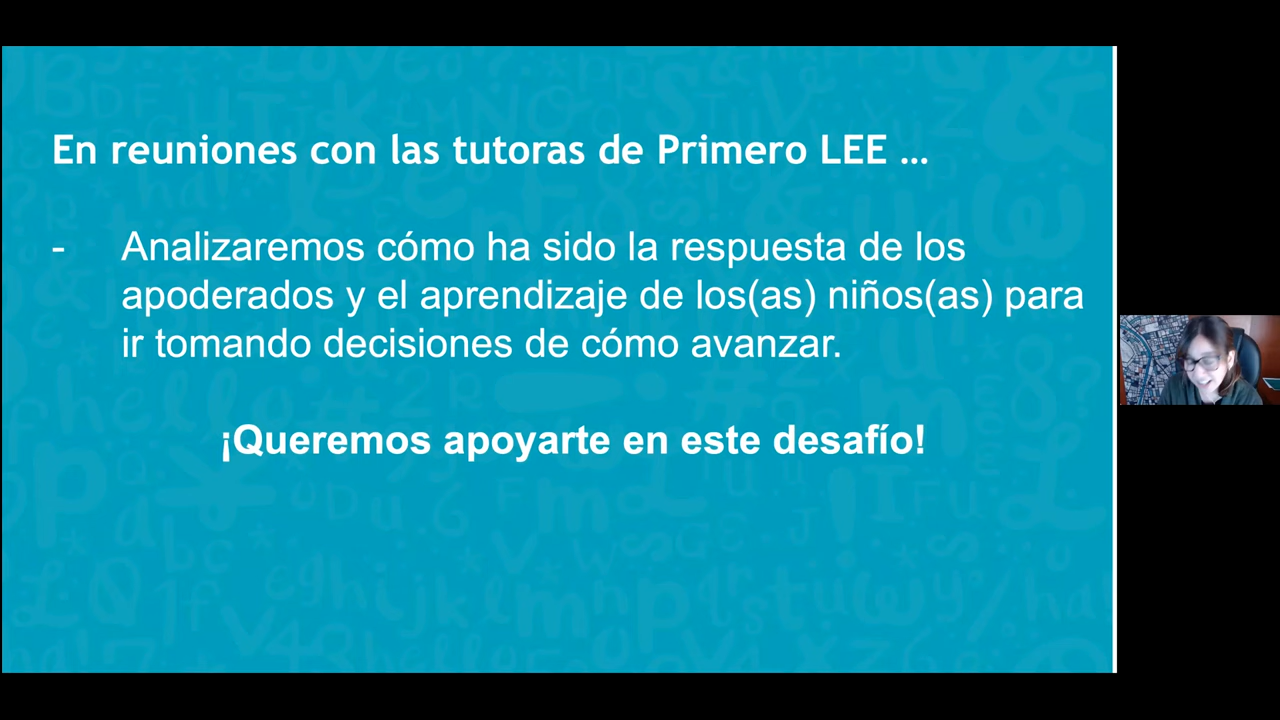 En reuniones con las tutoras de Primero LEE ...
- Analizaremos cómo ha sido la respuesta de los
apoderados y el aprendizaje de los(as) niños(as) para
ir tomando decisiones de cómo avanzar.
¡Queremos apoyarte en este desafío!